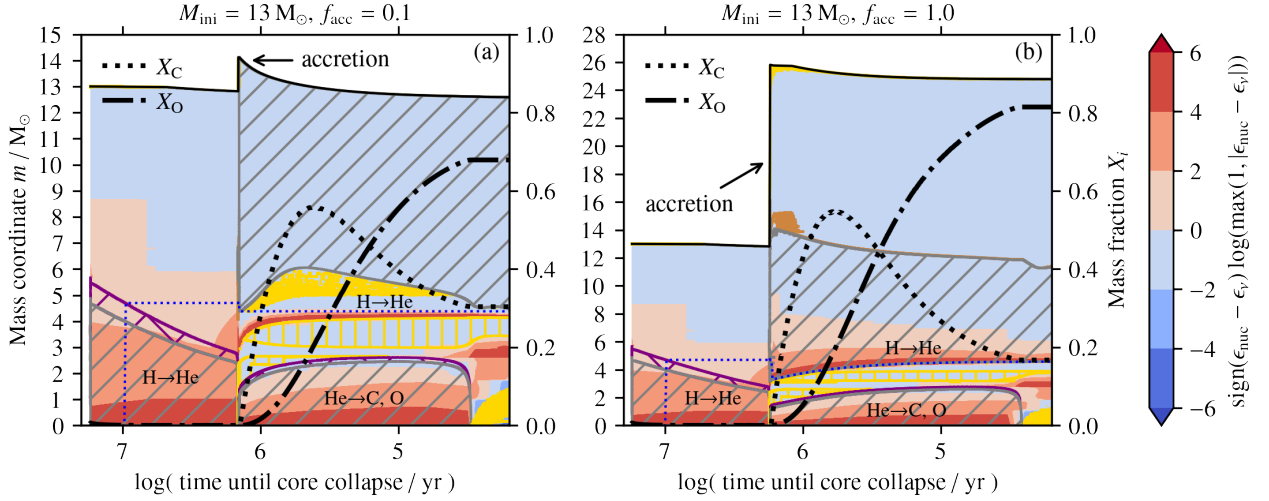 M_ini = 13 M_⊙, f_acc = 0.1
(a)
accretion
X_C
X_O
H→He
H→He
He→C, O
15
14
13
12
11
10
9
8
7
6
5
4
3
2
1
0
Mass coordinate m / M_⊙
1.0
0.8
0.6
0.4
0.2
0.0
7
6
5
log( time until core collapse / yr )
M_ini = 13 M_⊙, f_acc = 1.0
(b)
X_C
X_O
accretion
H→He
H→He
He→C, O
28
26
24
22
20
18
16
14
12
10
8
6
4
2
0
1.0
0.8
0.6
0.4
0.2
0.0
Mass fraction X_i
7
6
5
log( time until core collapse / yr )
6
4
2
0
−2
−4
−6
sign(ϵ_nuc − ϵ_ν) log(max(1, |ϵ_nuc − ϵ_ν|))